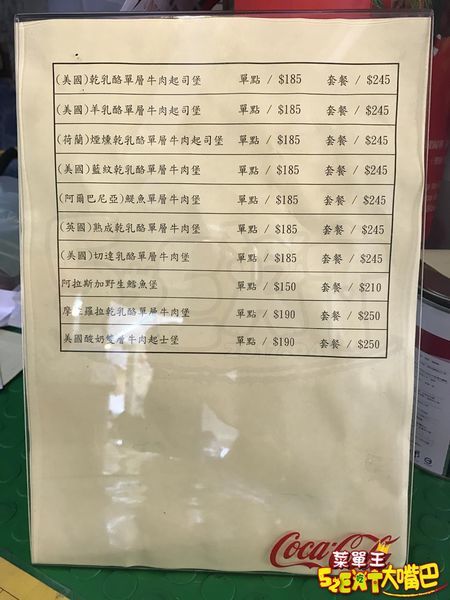 (美國)乾乳酪單層牛肉起司堡 單點 / $185 套餐 / $245
(美國)羊乳酪單層牛肉起司堡 單點 / $185 套餐 / $245
(荷蘭)煙燻乾乳酪單層牛肉起司堡 單點 / $185 套餐 / $245
(美國)藍紋乾乳酪單層牛肉堡 單點 / $185 套餐 / $245
(阿爾巴尼亞)鯷魚單層牛肉堡 單點 / $185 套餐 / $245
(英國)熟成乾乳酪單層牛肉堡 單點 / $185 套餐 / $245
(美國)切達乳酪單層牛肉堡 單點 / $185 套餐 / $245
阿拉斯加野生鱈魚堡 單點 / $150 套餐 / $210
摩左羅拉乾乳酪單層牛肉堡 單點 / $190 套餐 / $250
美國酸奶雙層牛肉起士堡 單點 / $190 套餐 / $250
Coca-Cola
菜單王
52EAT大嘴巴